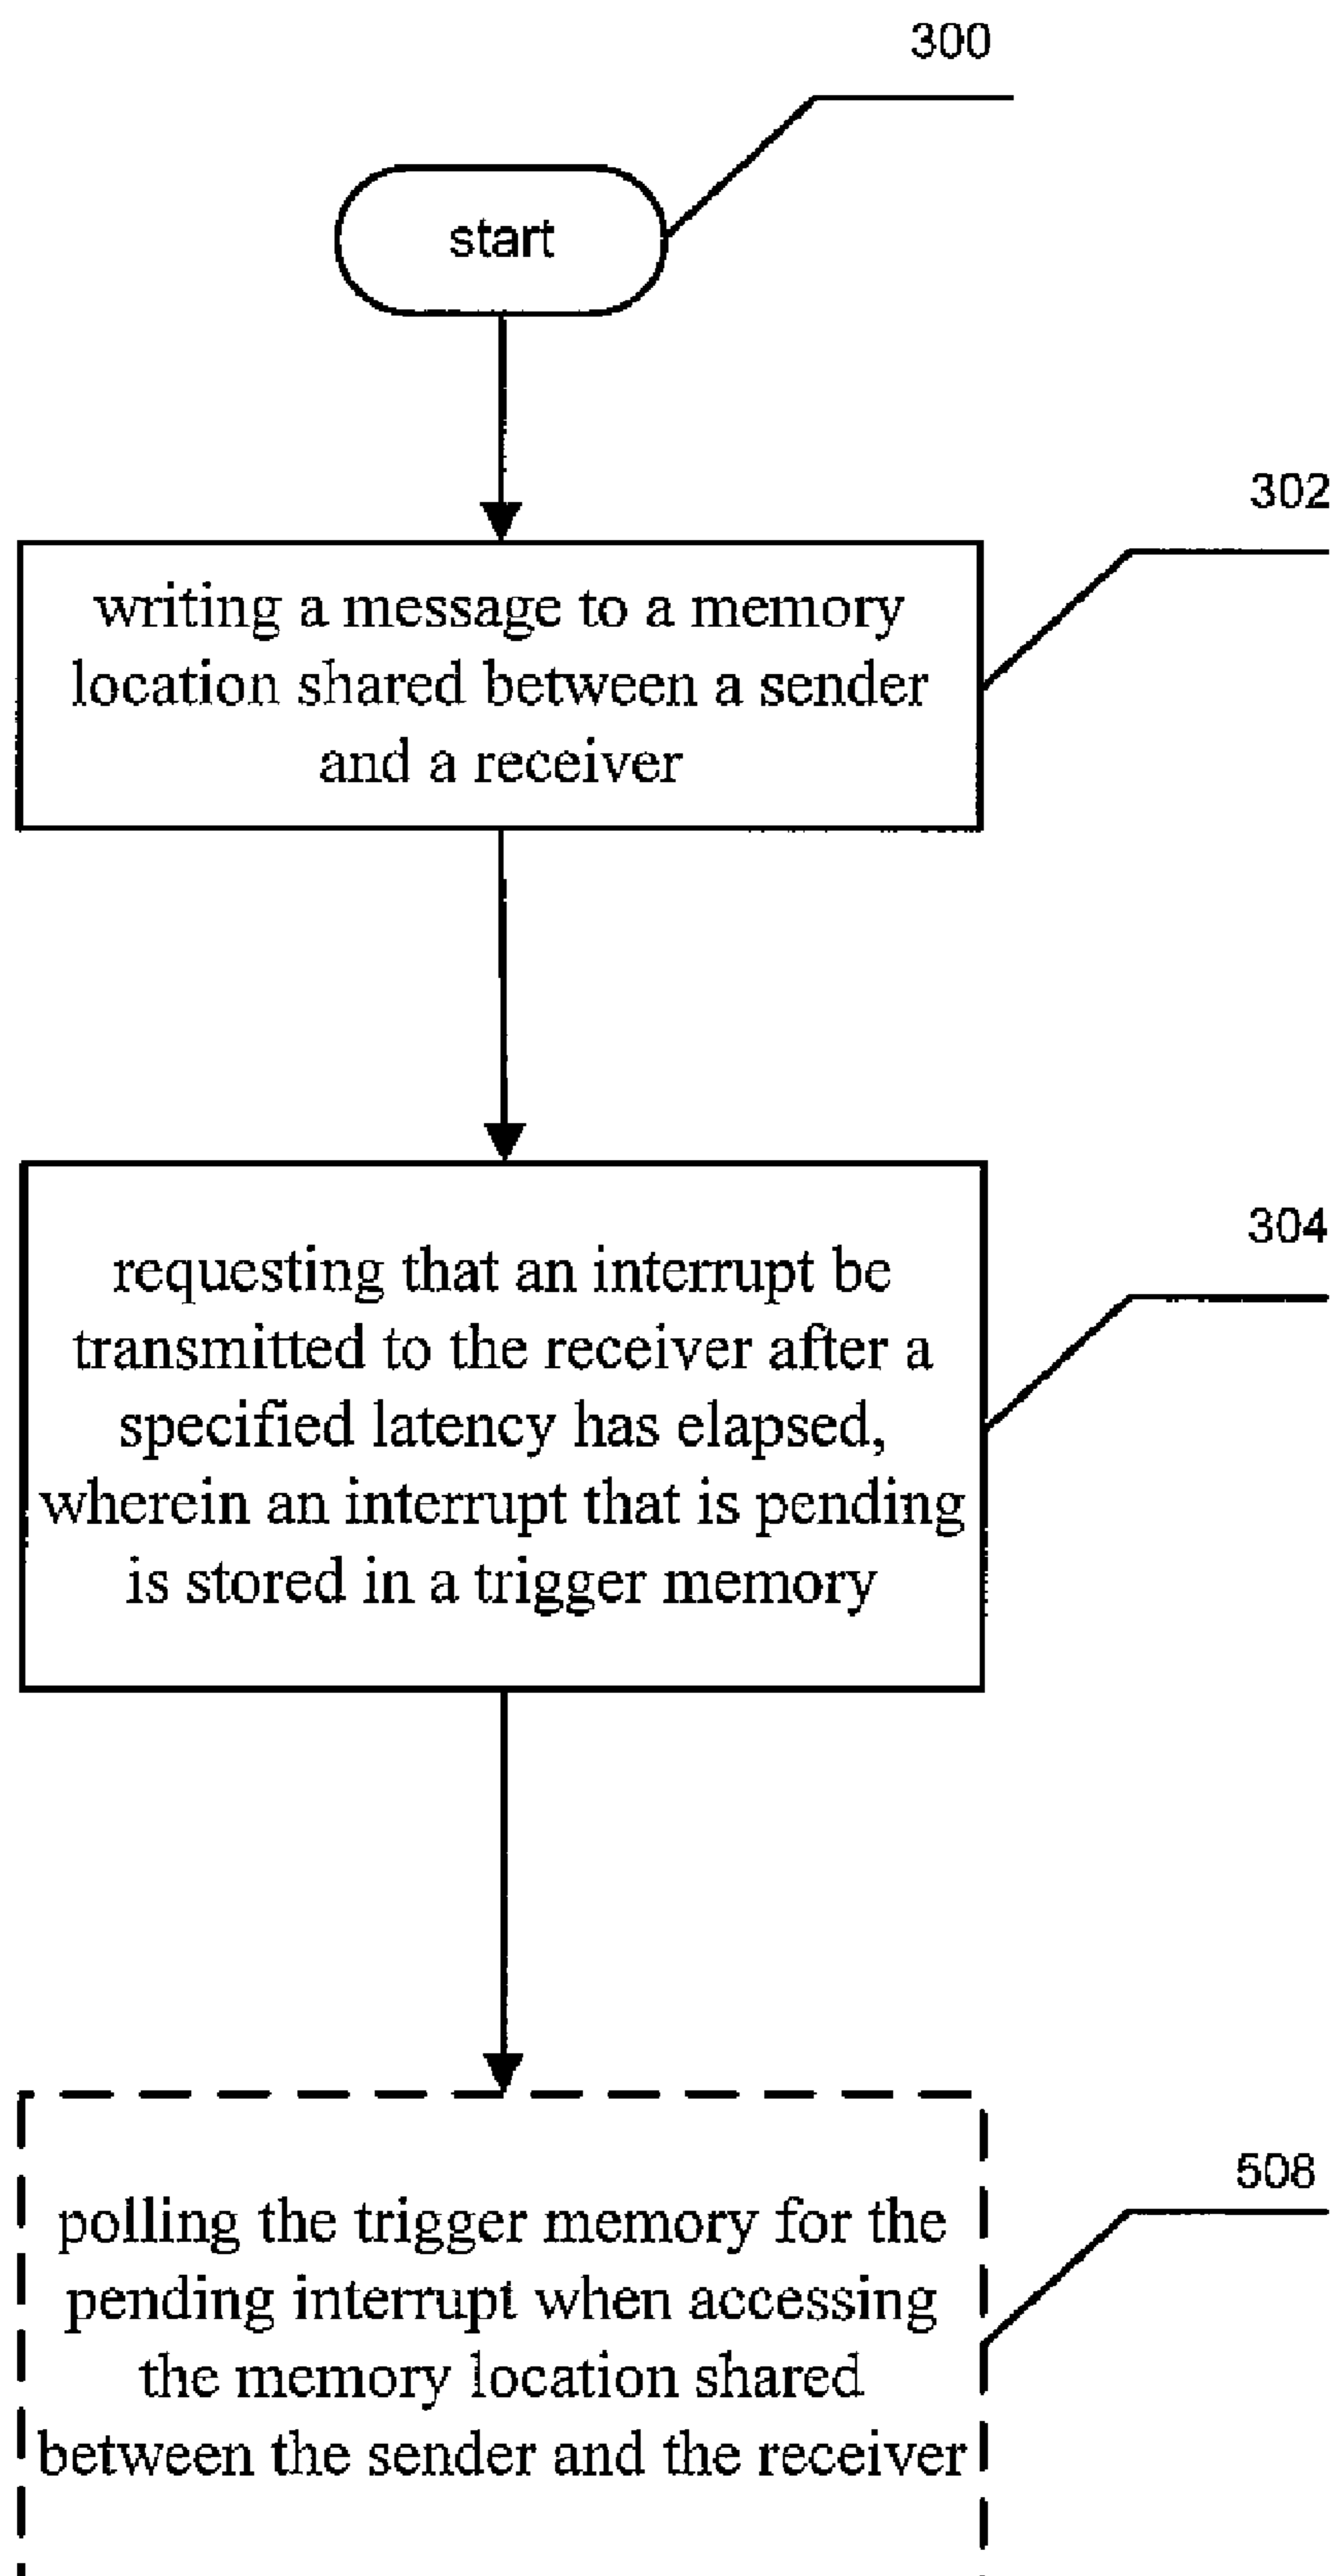 300
start
302
writing a message to a memory
location shared between a sender
and a receiver
304
requesting that an interrupt be
transmitted to the receiver after a
specified latency has elapsed,
wherein an interrupt that is pending
is stored in a trigger memory
508
polling the trigger memory for the
pending interrupt when accessing
the memory location shared
between the sender and the receiver